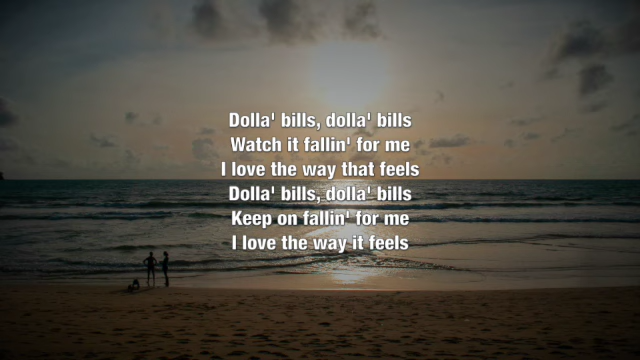 Dolla' bills, dolla' bills
Watch it fallin' for me
I love the way that feels
Dolla' bills, dolla' bills
Keep on fallin' for me
I love the way it feels